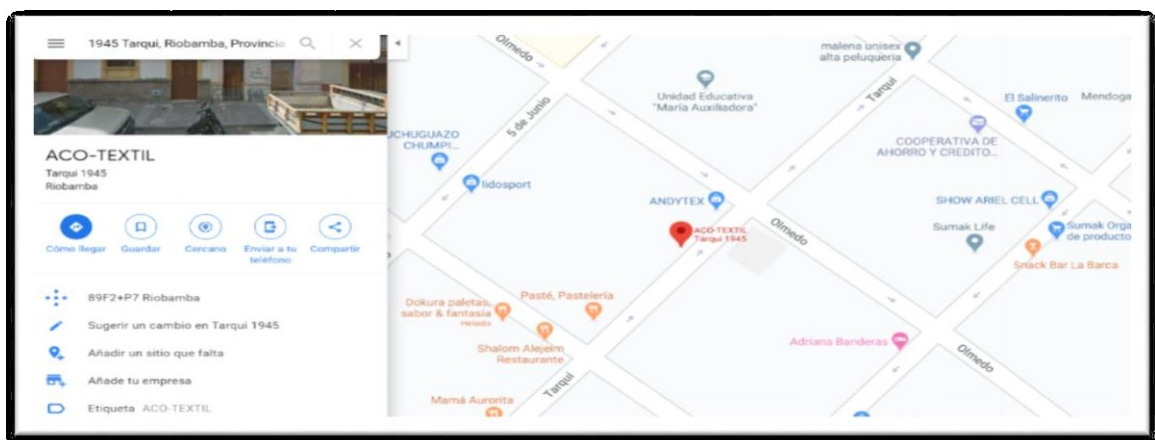 1945 Tarqui, Riobamba, Provincia
ACO-TEXTIL
Tarqui 1945
Riobamba
Cómo llegar
Guardar
Cercano
Enviar a tu
teléfono
Compartir
89F2+P7 Riobamba
Sugerir un cambio en Tarqui 1945
Añadir un sitio que falta
Añade tu empresa
Etiqueta ACO-TEXTIL
Olmedo
5 de Junio
UCHUGUAZO
CHUMPI...
lidosport
Unidad Educativa
"María Auxiliadora"
malena unisex
alta peluqueria
Tarqui
El Salinerito
Mendoga
COOPERATIVA DE
AHORRO Y CREDITO...
ANDYTEX
SHOW ARIEL CELL
ACO-TEXTIL
Tarqui 1945
Olmedo
Sumak Life
Sumak Orga
de producto
Snack Bar La Barca
Dokura paletas,
sabor & fantasia
Helado
Pasté, Pastelería
Shalom Alejeim
Restaurante
Adriana Banderas
Olmedo
Tarqui
Mamá Aurorita